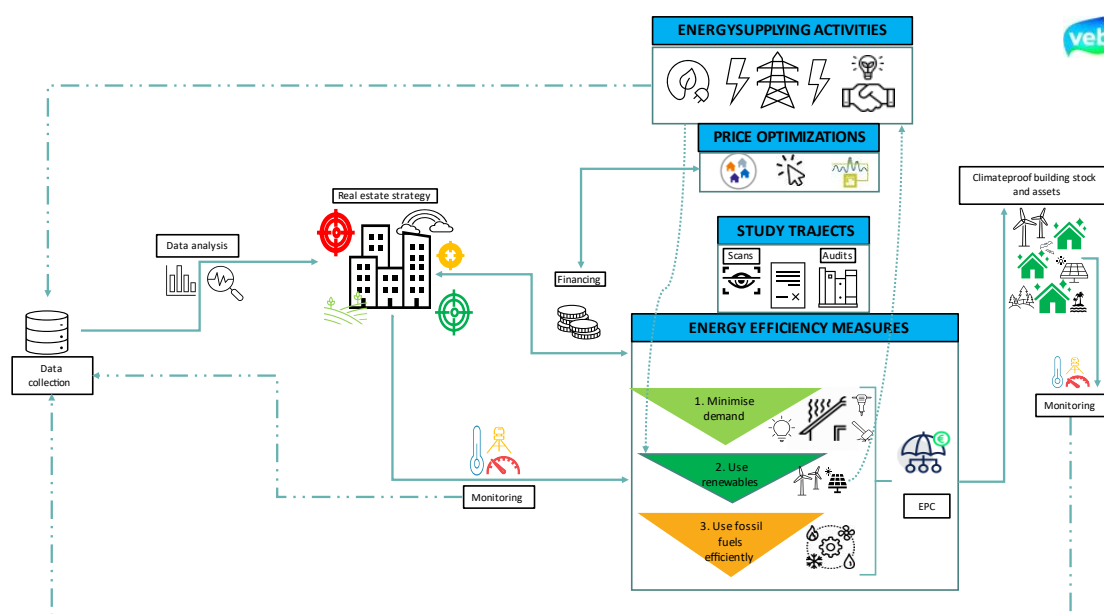 ENERGYSUPPLYING ACTIVITIES
veb
PRICE OPTIMIZATIONS
Climateproof building stock
and assets
Real estate strategy
STUDY TRAJECTS
Data analysis
Scans
Audits
Financing
ENERGY EFFICIENCY MEASURES
Data
collection
1. Minimise
demand
Monitoring
2. Use
renewables
Monitoring
EPC
3. Use fossil
fuels
efficiently